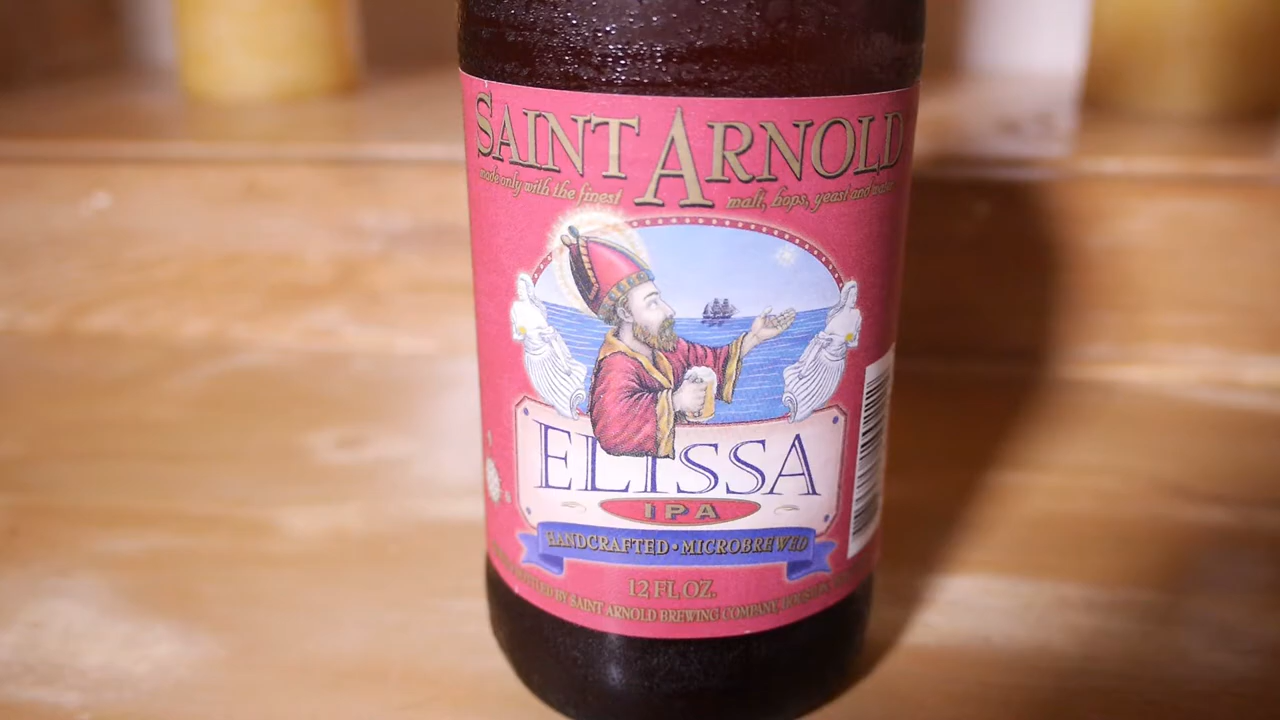 SAINT ARNOLD
made only with the finest malt, hops, yeast and water
ELISSA
IPA
HANDCRAFTED • MICROBREWED
12 FL OZ.
BY SAINT ARNOLD BREWING COMPANY,